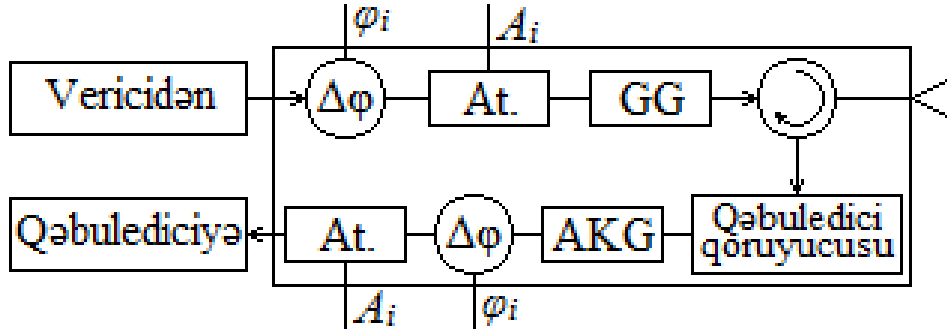 φi
Ai
Vericidən
Δφ
At.
GG
Qəbulediciyə
At.
Δφ
AKG
Qəbuledici
qoruyucusu
Ai
φi